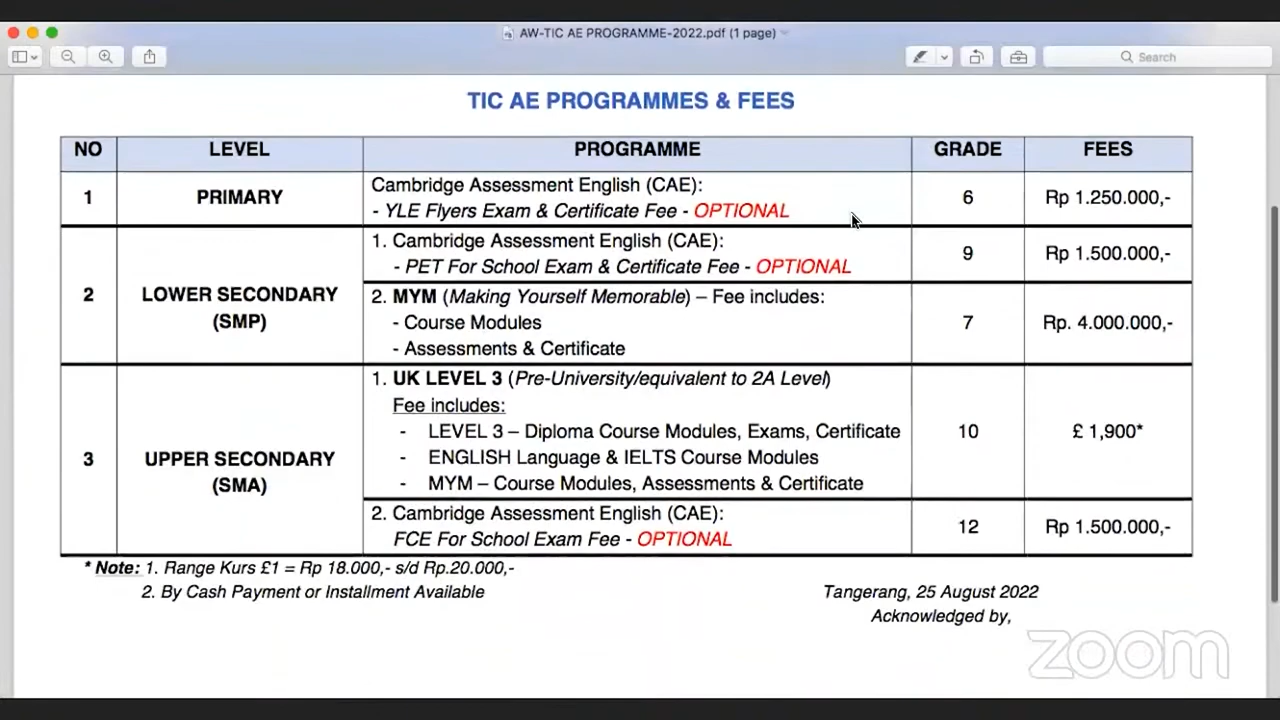 AW-TIC AE PROGRAMME-2022.pdf (1 page)
Search
TIC AE PROGRAMMES & FEES
NO LEVEL PROGRAMME GRADE FEES
1 PRIMARY Cambridge Assessment English (CAE): 6 Rp 1.250.000,-
- YLE Flyers Exam & Certificate Fee - OPTIONAL
2 LOWER SECONDARY (SMP)
1. Cambridge Assessment English (CAE): 9 Rp 1.500.000,-
- PET For School Exam & Certificate Fee - OPTIONAL
2. MYM (Making Yourself Memorable) – Fee includes: 7 Rp. 4.000.000,-
- Course Modules
- Assessments & Certificate
3 UPPER SECONDARY (SMA)
1. UK LEVEL 3 (Pre-University/equivalent to 2A Level) 10 £ 1,900*
Fee includes:
- LEVEL 3 – Diploma Course Modules, Exams, Certificate
- ENGLISH Language & IELTS Course Modules
- MYM – Course Modules, Assessments & Certificate
2. Cambridge Assessment English (CAE): 12 Rp 1.500.000,-
FCE For School Exam Fee - OPTIONAL
* Note: 1. Range Kurs £1 = Rp 18.000,- s/d Rp.20.000,-
2. By Cash Payment or Installment Available
Tangerang, 25 August 2022
Acknowledged by,
zoom